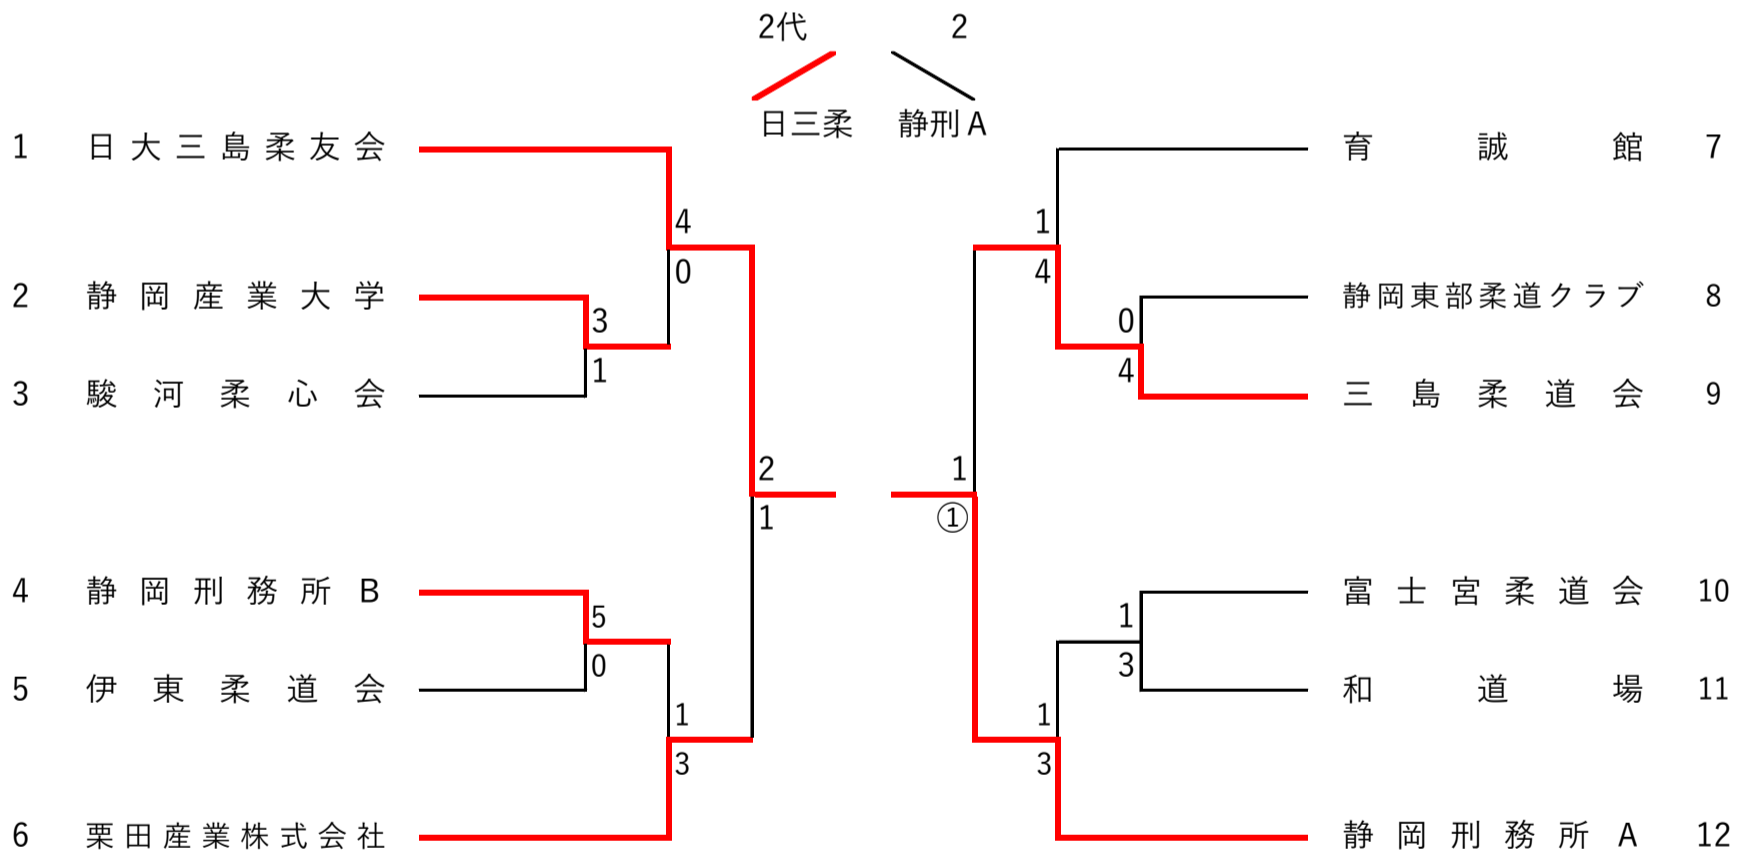 2代 2
日三柔 静刑A
1 日大三島柔友会
育誠館 7
4 1
0 4
2 静岡産業大学
静岡東部柔道クラブ 8
3 0
1 4
3 駿河柔心会
三島柔道会 9
2 1
1 ①
4 静岡刑務所B
富士宮柔道会 10
5 1
0 3
5 伊東柔道会
和道場 11
1 1
3 3
6 栗田産業株式会社
静岡刑務所A 12